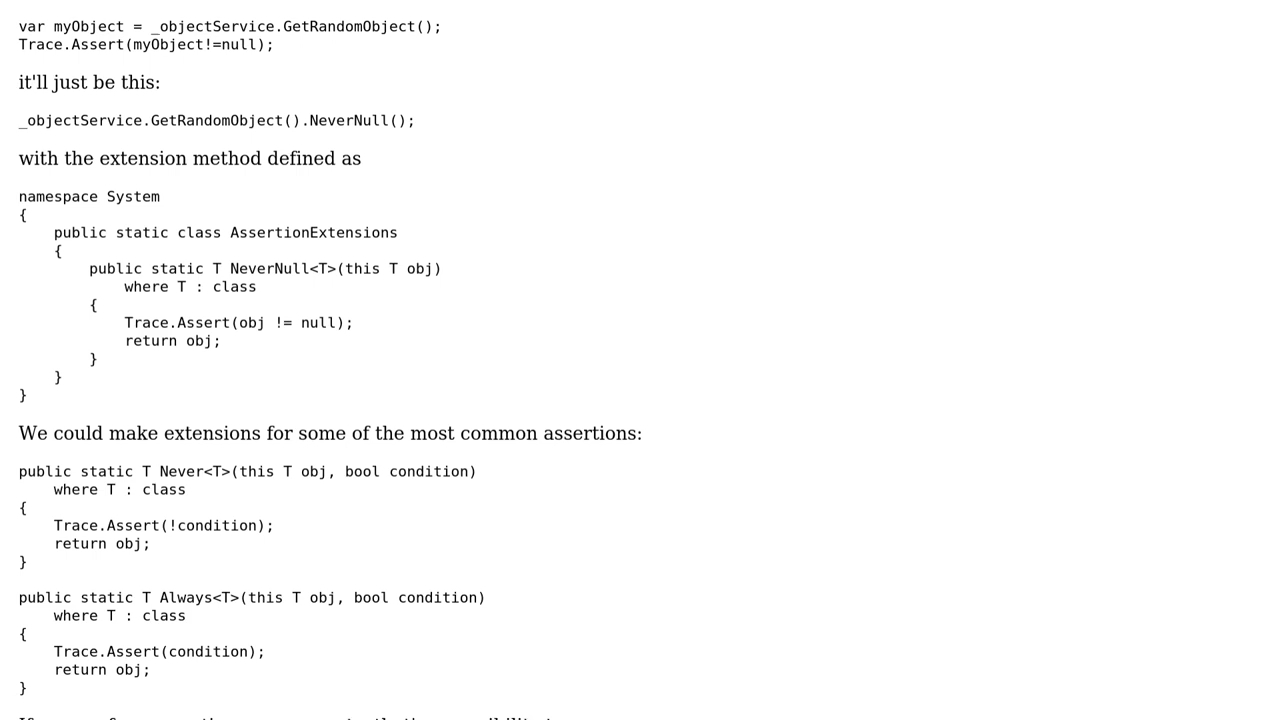 var myObject = _objectService.GetRandomObject();
Trace.Assert(myObject!=null);
it'll just be this:
_objectService.GetRandomObject().NeverNull();
with the extension method defined as
namespace System
{
    public static class AssertionExtensions
    {
        public static T NeverNull<T>(this T obj)
            where T : class
        {
            Trace.Assert(obj != null);
            return obj;
        }
    }
}
We could make extensions for some of the most common assertions:
public static T Never<T>(this T obj, bool condition)
    where T : class
{
    Trace.Assert(!condition);
    return obj;
}
public static T Always<T>(this T obj, bool condition)
    where T : class
{
    Trace.Assert(condition);
    return obj;
}